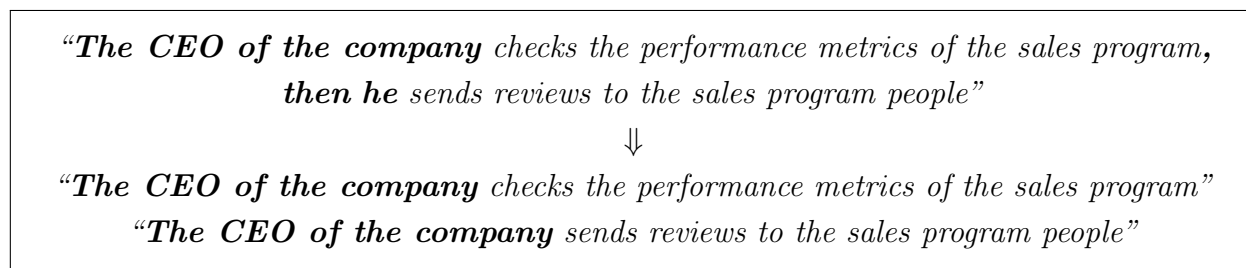 “The CEO of the company checks the performance metrics of the sales program,
then he sends reviews to the sales program people”
⇓
“The CEO of the company checks the performance metrics of the sales program”
“The CEO of the company sends reviews to the sales program people”